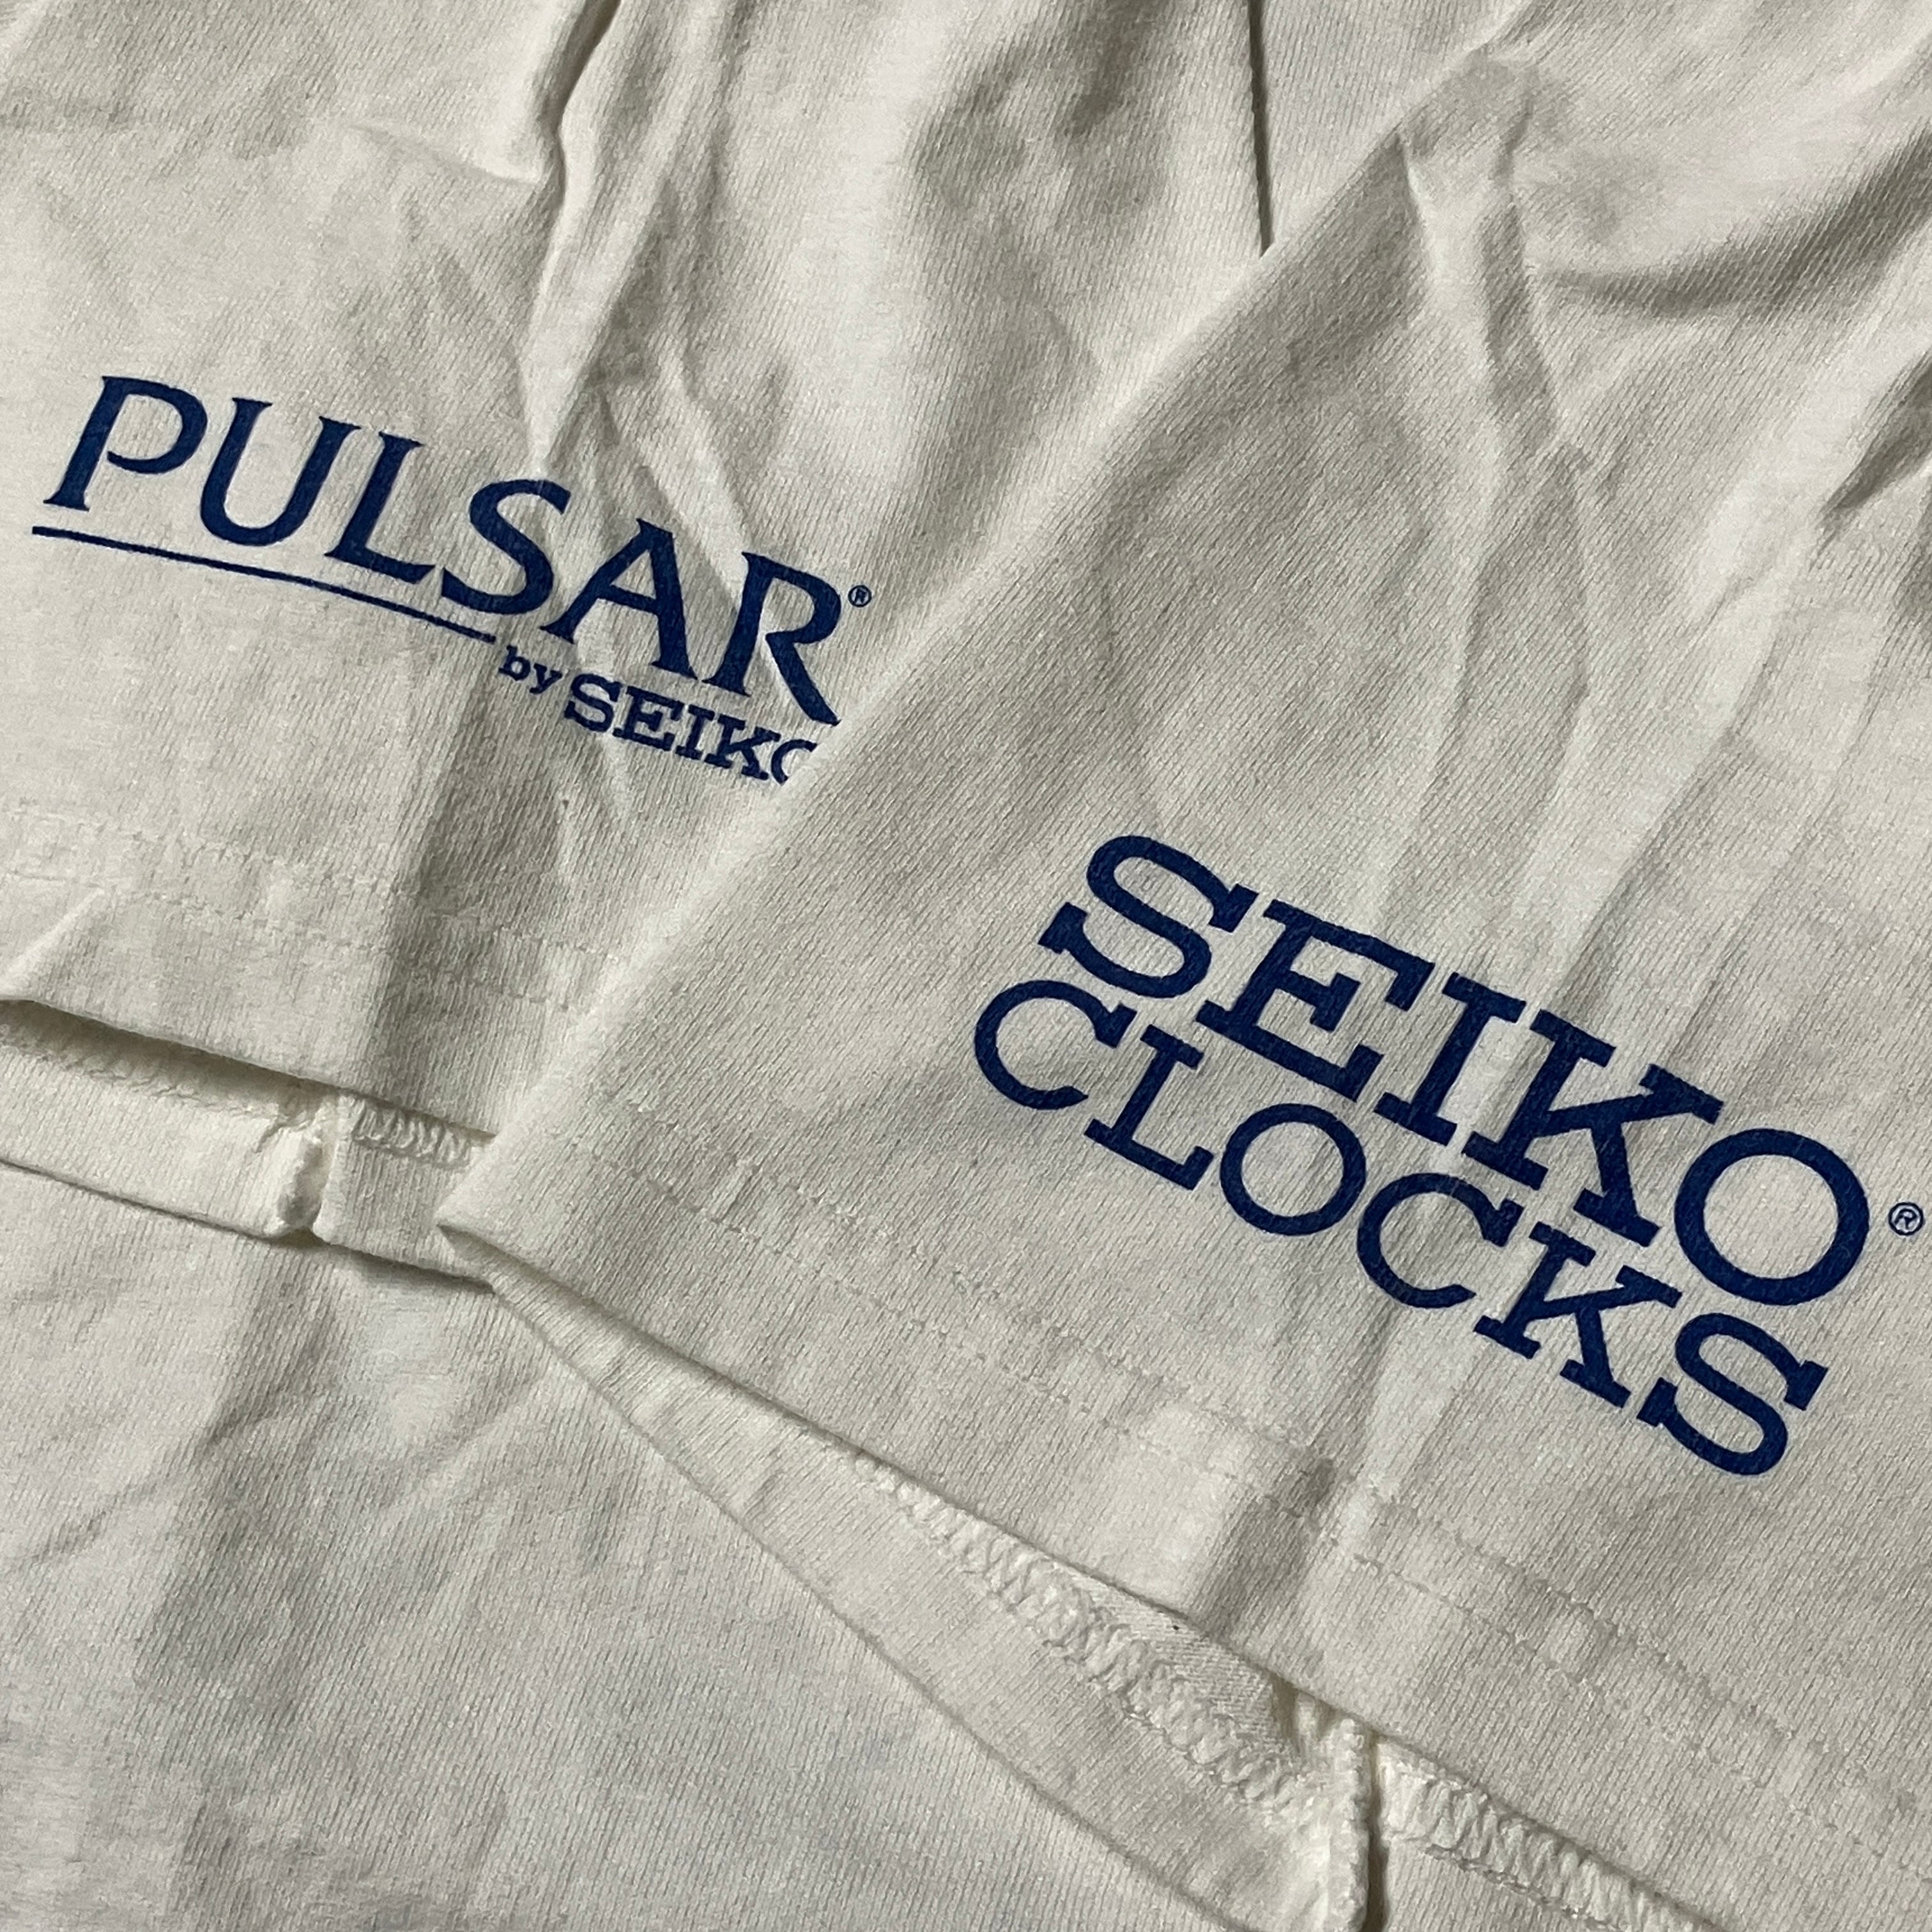 PULSAR®
by SEIKO
SEIKO®
CLOCKS